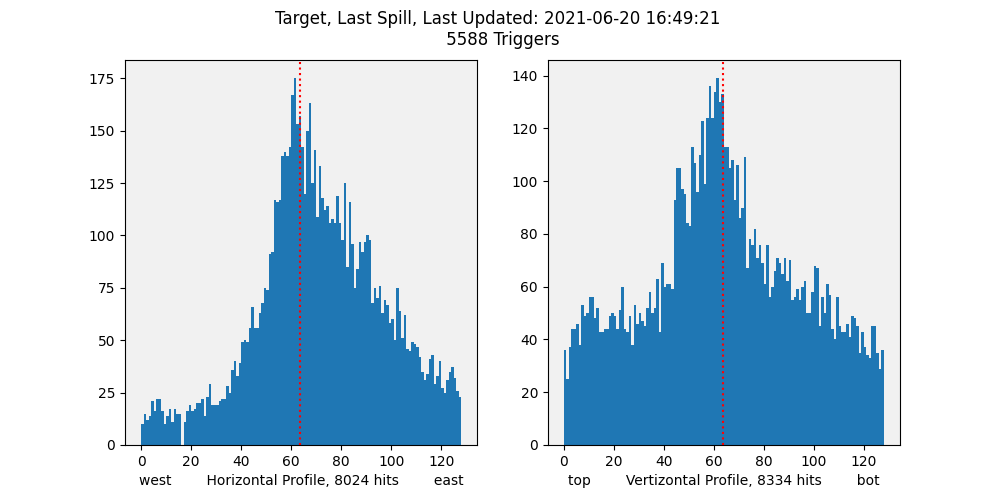 Target, Last Spill, Last Updated: 2021-06-20 16:49:21
5588 Triggers
175
150
125
100
75
50
25
0
0 20 40 60 80 100 120
west Horizontal Profile, 8024 hits east
140
120
100
80
60
40
20
0
0 20 40 60 80 100 120
top Vertizontal Profile, 8334 hits bot